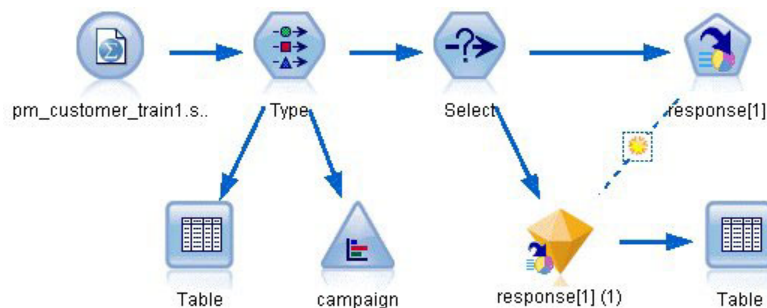 pm_customer_train1.s..
Type
Select
response[1]
Table
campaign
response[1] (1)
Table